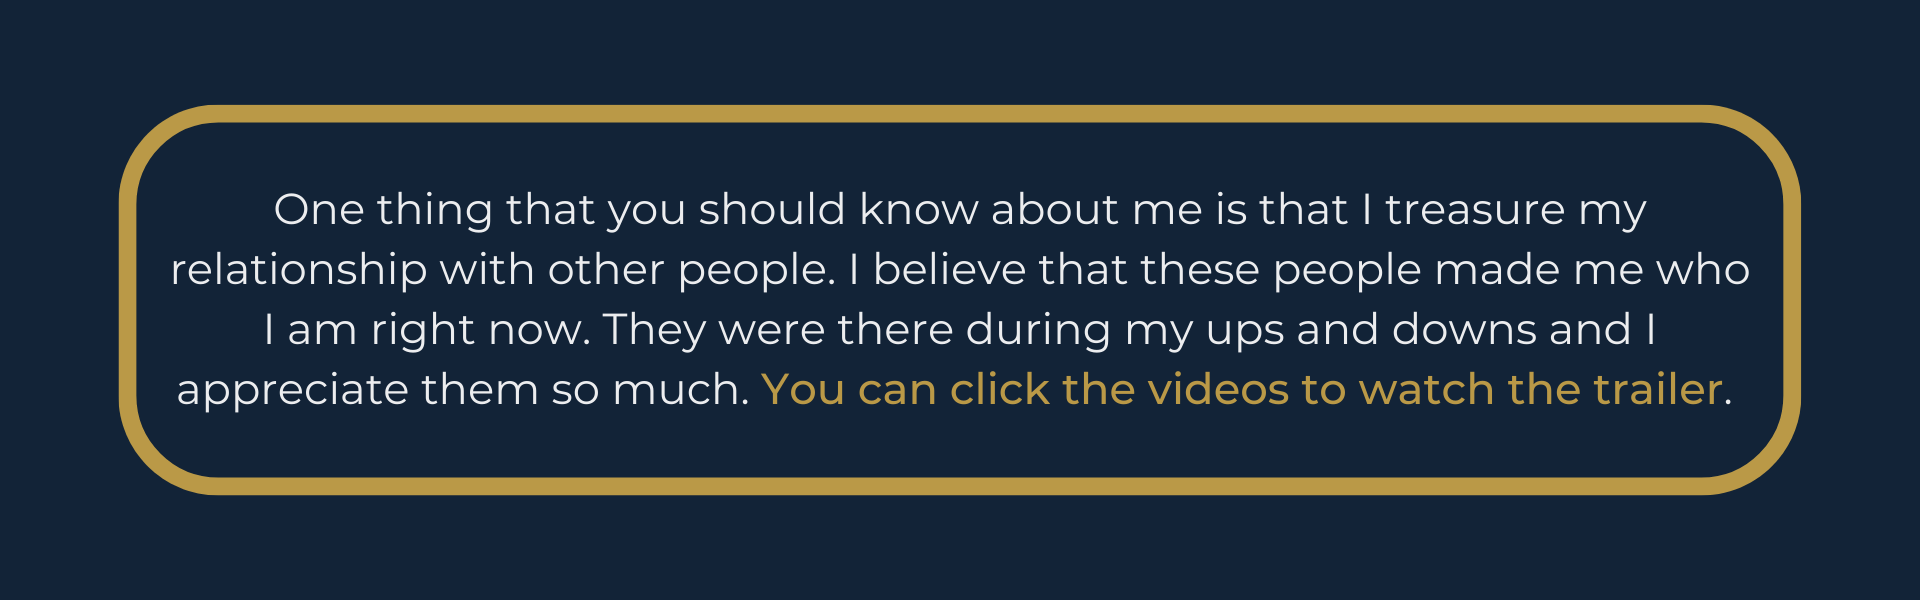 One thing that you should know about me is that I treasure my
relationship with other people. I believe that these people made me who
I am right now. They were there during my ups and downs and I
appreciate them so much. You can click the videos to watch the trailer.